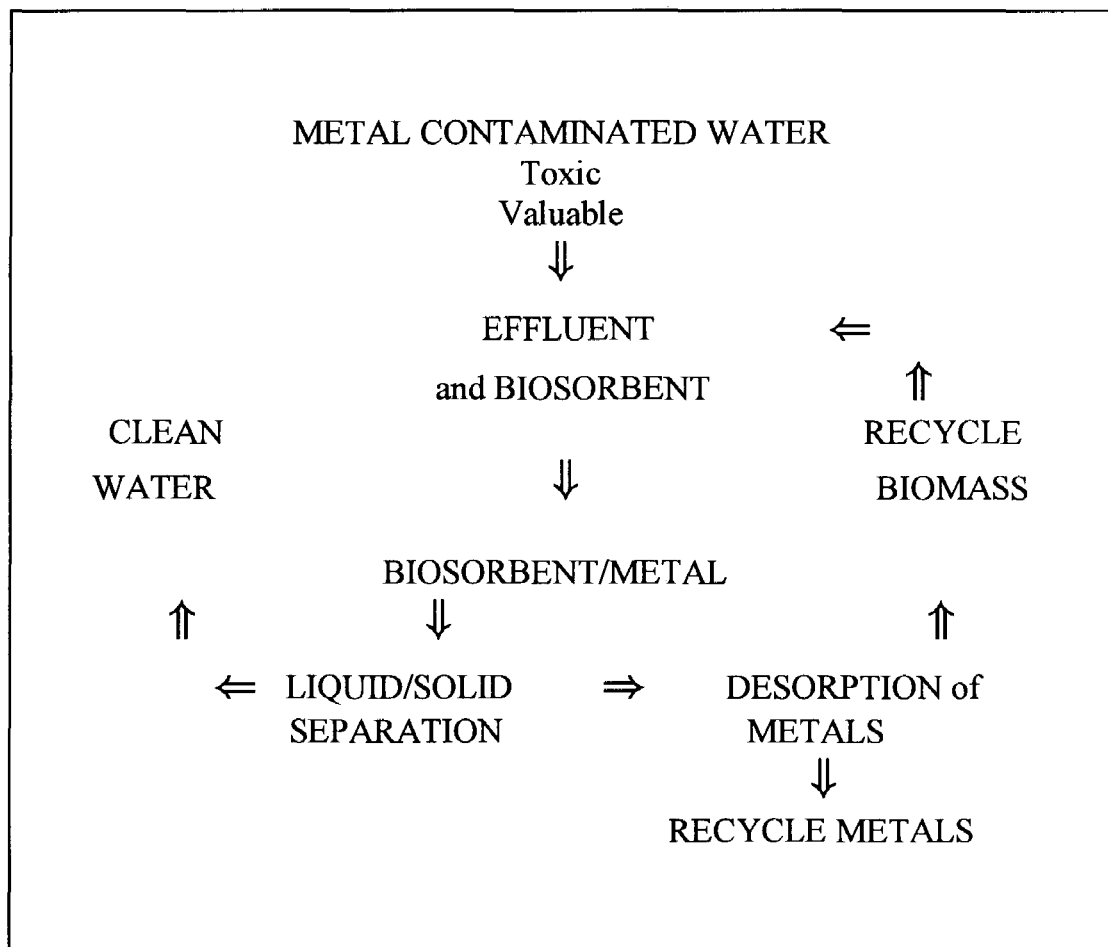 METAL CONTAMINATED WATER
Toxic
Valuable
⇓
EFFLUENT ⇐
and BIOSORBENT ⇑
CLEAN RECYCLE
WATER ⇓ BIOMASS
BIOSORBENT/METAL
⇑ ⇓ ⇑
⇐ LIQUID/SOLID ⇒ DESORPTION of
SEPARATION METALS
⇓
RECYCLE METALS